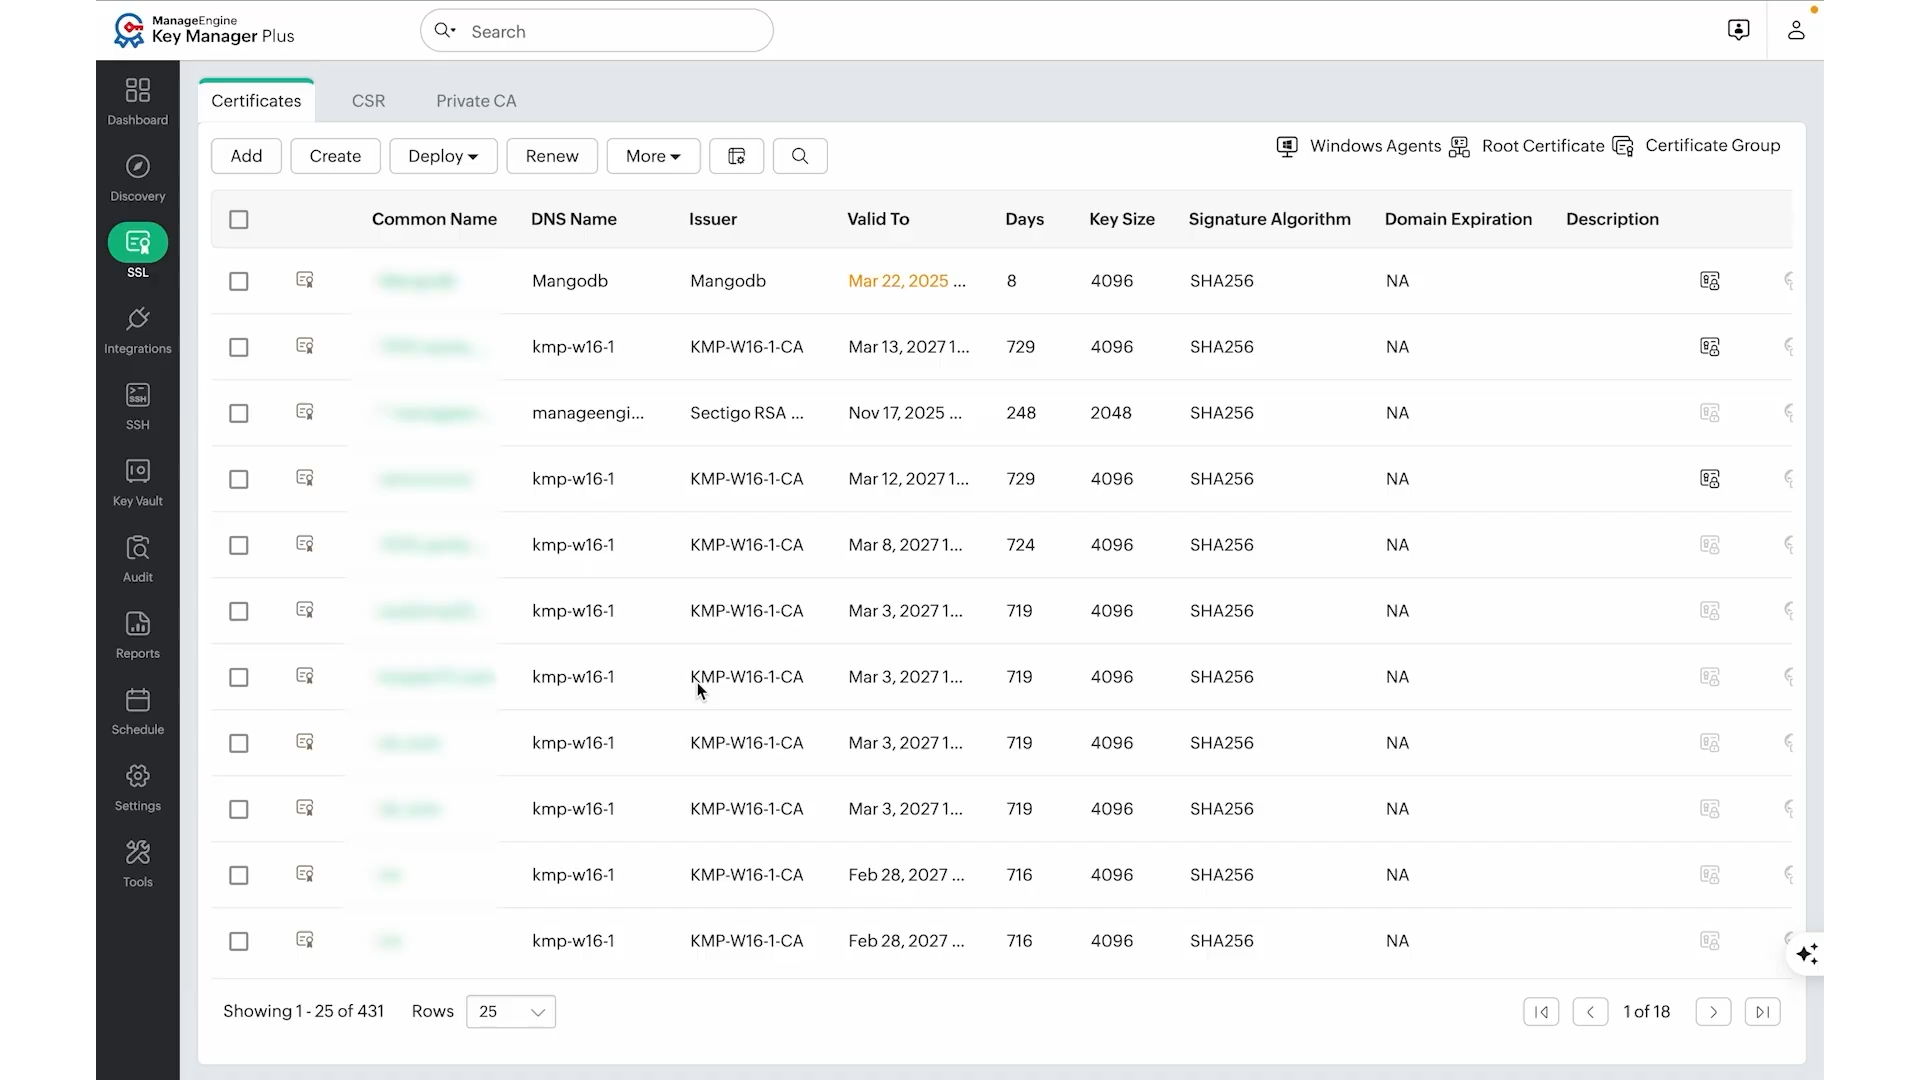 ManageEngine
Key Manager Plus
Search
Dashboard
Discovery
SSL
Integrations
SSH
Key Vault
Audit
Reports
Schedule
Settings
Tools
Certificates CSR Private CA
Add Create Deploy Renew More Windows Agents Root Certificate Certificate Group
Common Name DNS Name Issuer Valid To Days Key Size Signature Algorithm Domain Expiration Description
Mangodb Mangodb Mar 22, 2025 ... 8 4096 SHA256 NA
kmp-w16-1 KMP-W16-1-CA Mar 13, 2027 1... 729 4096 SHA256 NA
manageengi... Sectigo RSA ... Nov 17, 2025 ... 248 2048 SHA256 NA
kmp-w16-1 KMP-W16-1-CA Mar 12, 2027 1... 729 4096 SHA256 NA
kmp-w16-1 KMP-W16-1-CA Mar 8, 2027 1... 724 4096 SHA256 NA
kmp-w16-1 KMP-W16-1-CA Mar 3, 2027 1... 719 4096 SHA256 NA
kmp-w16-1 KMP-W16-1-CA Mar 3, 2027 1... 719 4096 SHA256 NA
kmp-w16-1 KMP-W16-1-CA Mar 3, 2027 1... 719 4096 SHA256 NA
kmp-w16-1 KMP-W16-1-CA Mar 3, 2027 1... 719 4096 SHA256 NA
kmp-w16-1 KMP-W16-1-CA Feb 28, 2027 ... 716 4096 SHA256 NA
kmp-w16-1 KMP-W16-1-CA Feb 28, 2027 ... 716 4096 SHA256 NA
Showing 1 - 25 of 431 Rows 25 1 of 18